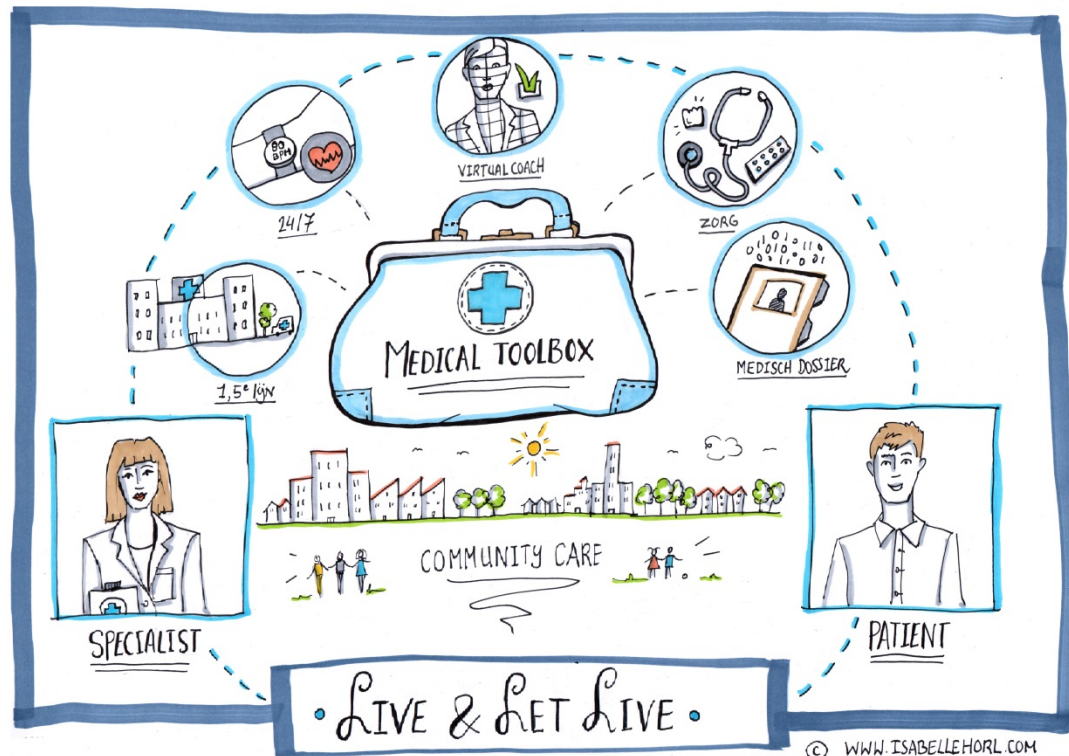 VIRTUAL COACH
80
BPM
24/7
ZORG
1,5e lijn
MEDISCH DOSSIER
MEDICAL TOOLBOX
COMMUNITY CARE
SPECIALIST
PATIENT
LIVE & LET LIVE
© WWW.ISABELLEHORL.COM